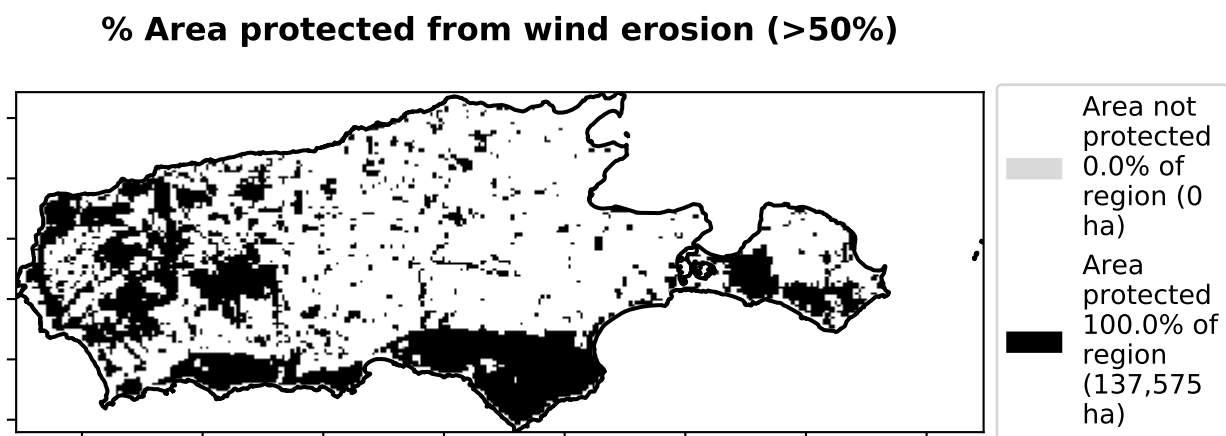 % Area protected from wind erosion (>50%)
Area not
protected
0.0% of
region (0
ha)
Area
protected
100.0% of
region
(137,575
ha)